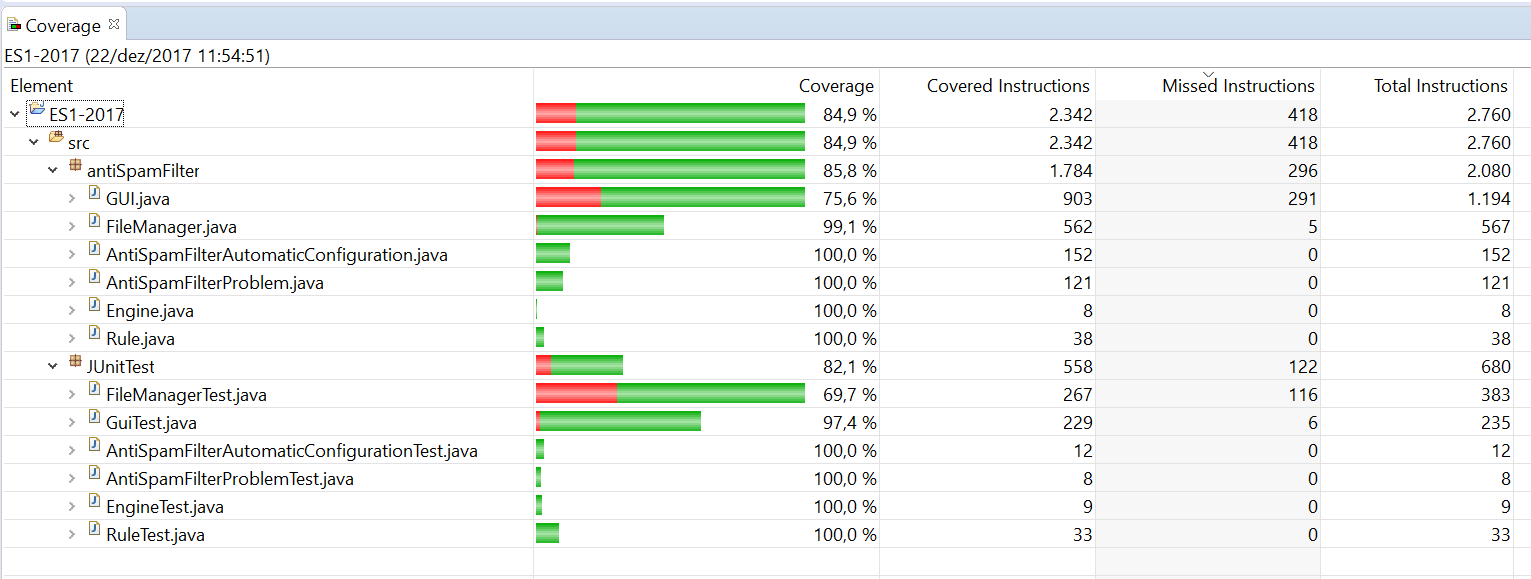 Coverage
ES1-2017 (22/dez/2017 11:54:51)
Element Coverage Covered Instructions Missed Instructions Total Instructions
ES1-2017 84,9 % 2.342 418 2.760
src 84,9 % 2.342 418 2.760
antiSpamFilter 85,8 % 1.784 296 2.080
GUI.java 75,6 % 903 291 1.194
FileManager.java 99,1 % 562 5 567
AntiSpamFilterAutomaticConfiguration.java 100,0 % 152 0 152
AntiSpamFilterProblem.java 100,0 % 121 0 121
Engine.java 100,0 % 8 0 8
Rule.java 100,0 % 38 0 38
JUnitTest 82,1 % 558 122 680
FileManagerTest.java 69,7 % 267 116 383
GuiTest.java 97,4 % 229 6 235
AntiSpamFilterAutomaticConfigurationTest.java 100,0 % 12 0 12
AntiSpamFilterProblemTest.java 100,0 % 8 0 8
EngineTest.java 100,0 % 9 0 9
RuleTest.java 100,0 % 33 0 33